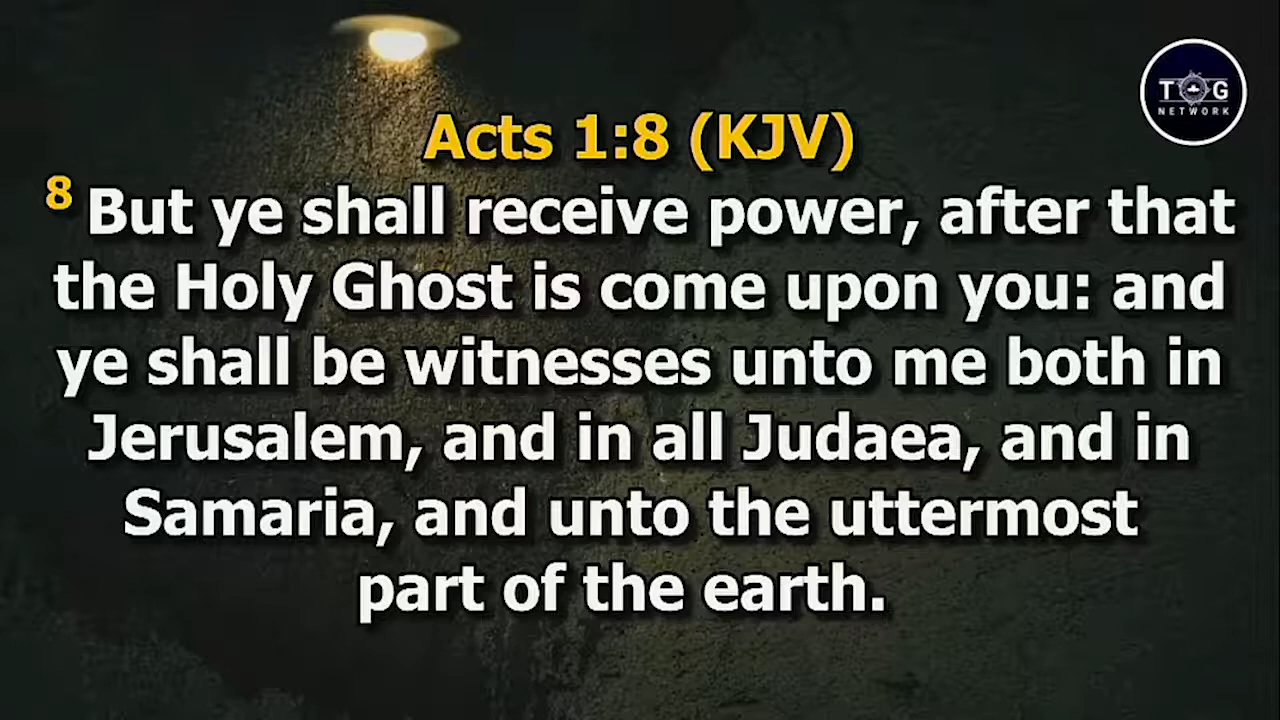 Acts 1:8 (KJV)
8 But ye shall receive power, after that
the Holy Ghost is come upon you: and
ye shall be witnesses unto me both in
Jerusalem, and in all Judaea, and in
Samaria, and unto the uttermost
part of the earth.
T G
NETWORK